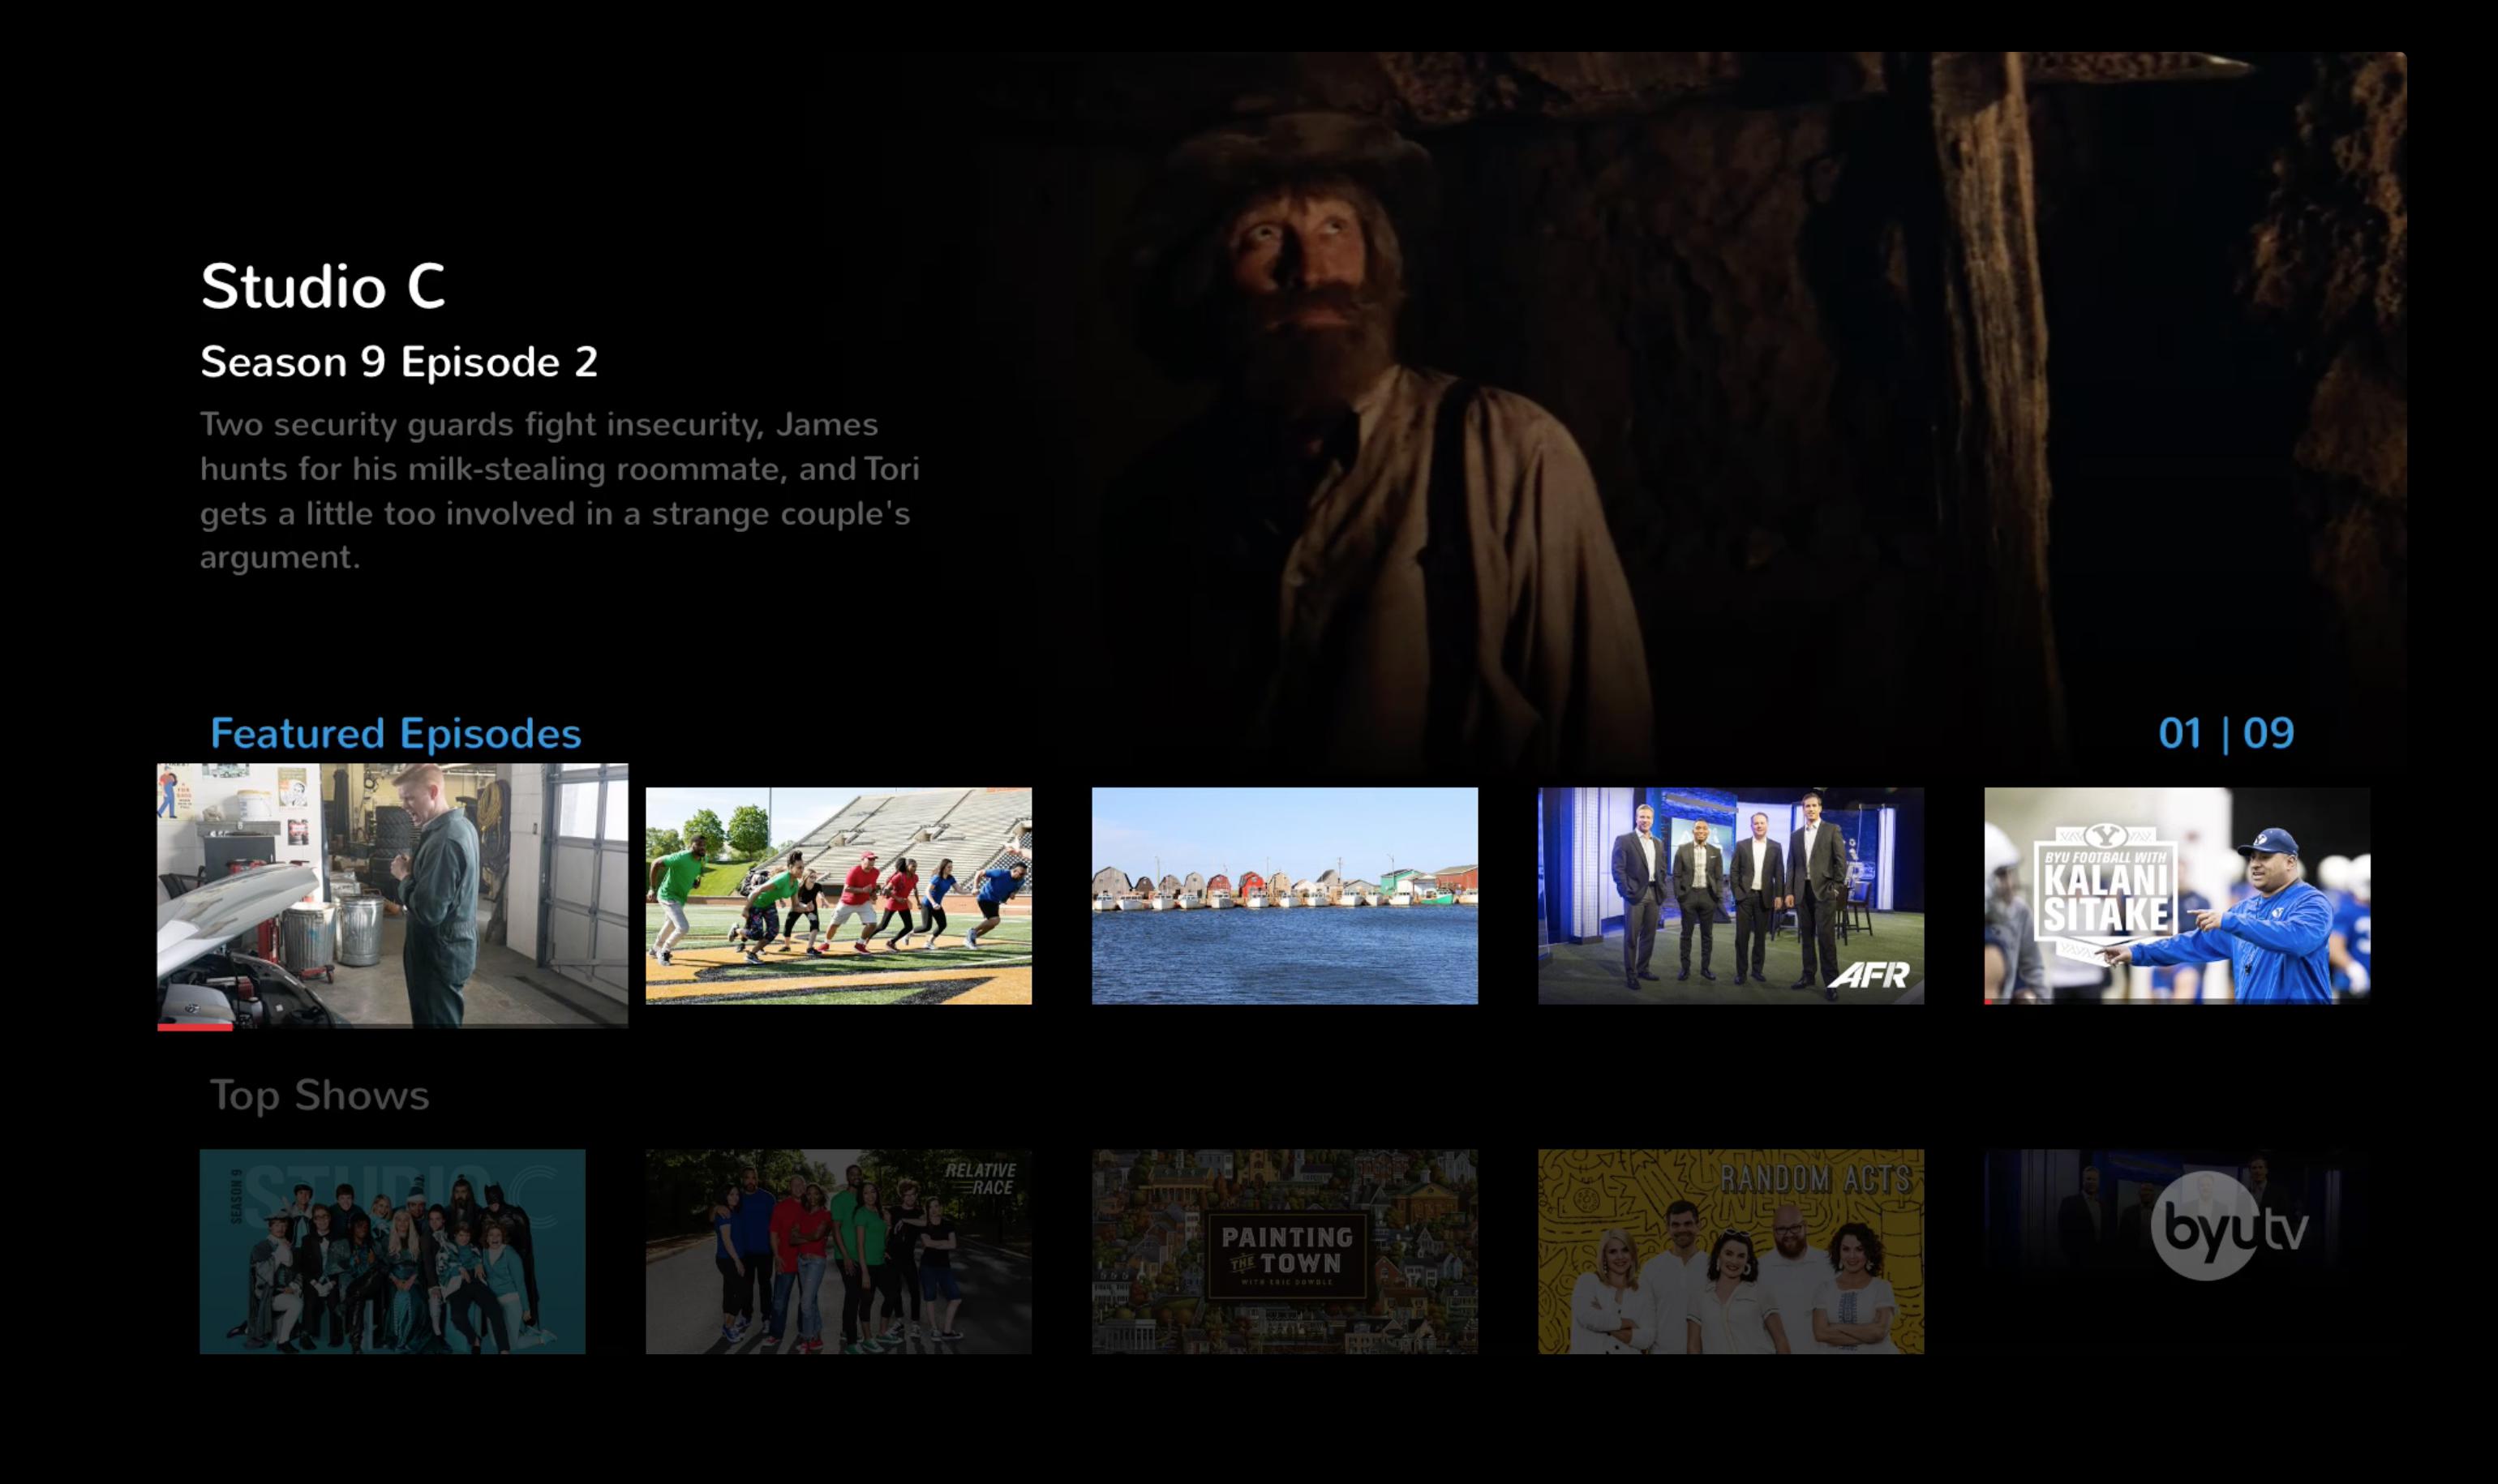 Studio C
Season 9 Episode 2
Two security guards fight insecurity, James
hunts for his milk-stealing roommate, and Tori
gets a little too involved in a strange couple's
argument.
Featured Episodes
01 | 09
AFR
BYU FOOTBALL WITH
KALANI
SITAKE
Top Shows
SEASON 9
STUDIO C
RELATIVE
RACE
PAINTING
THE TOWN
WITH ERIC DOWDLE
RANDOM ACTS
byutv